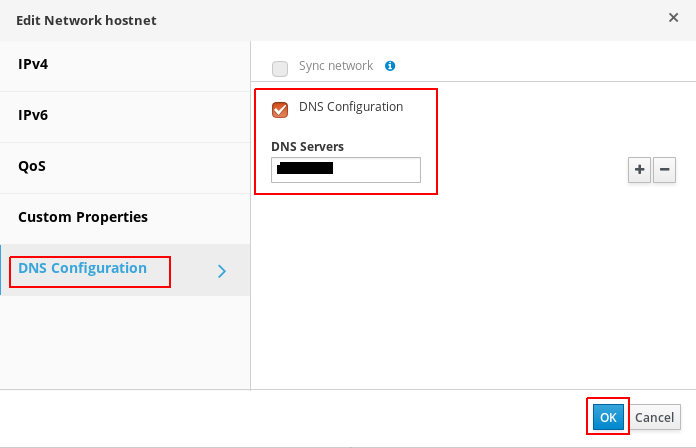 Edit Network hostnet
×
IPv4
IPv6
QoS
Custom Properties
DNS Configuration
Sync network
DNS Configuration
DNS Servers
+ −
OK Cancel